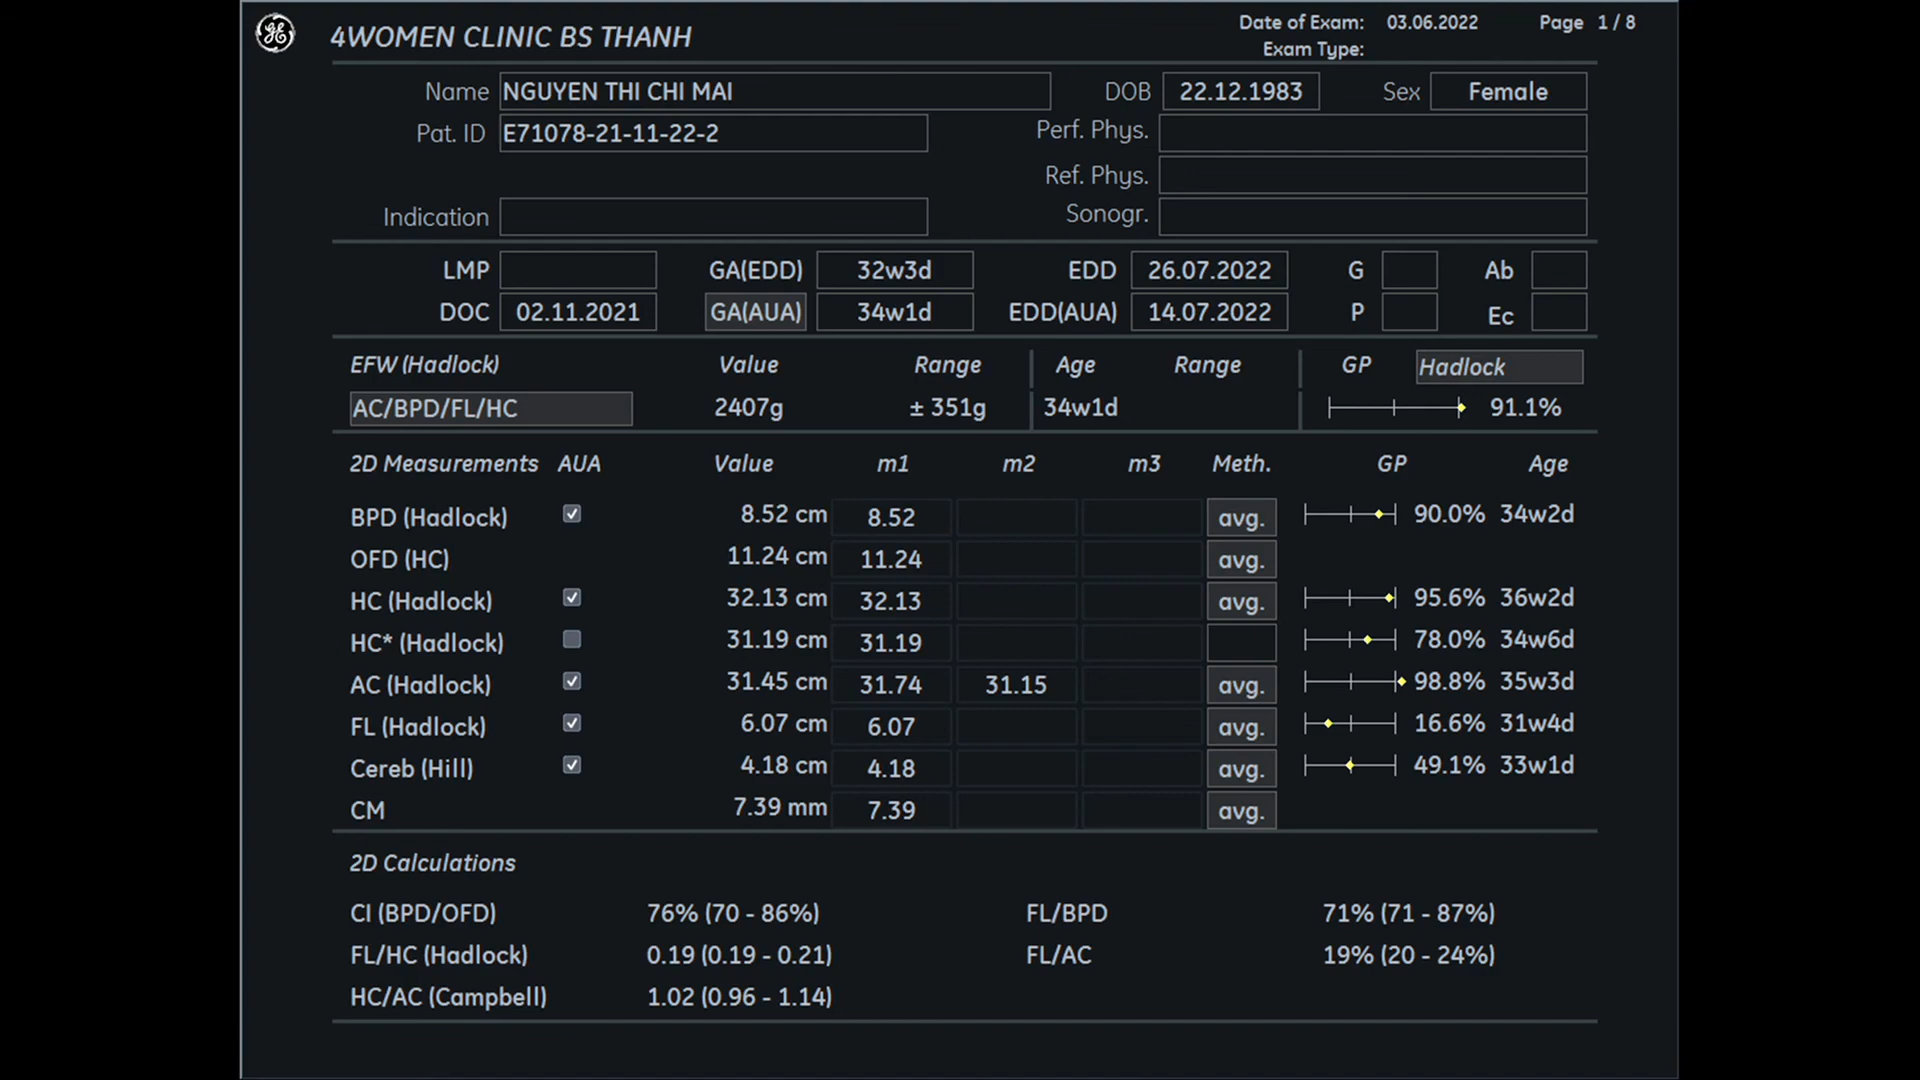 4WOMEN CLINIC BS THANH
Date of Exam: 03.06.2022 Page 1 / 8
Exam Type:
Name NGUYEN THI CHI MAI DOB 22.12.1983 Sex Female
Pat. ID E71078-21-11-22-2 Perf. Phys.
Ref. Phys.
Indication Sonogr.
LMP GA(EDD) 32w3d EDD 26.07.2022 G Ab
DOC 02.11.2021 GA(AUA) 34w1d EDD(AUA) 14.07.2022 P Ec
EFW (Hadlock) Value Range Age Range GP Hadlock
AC/BPD/FL/HC 2407g ± 351g 34w1d 91.1%
2D Measurements AUA Value m1 m2 m3 Meth. GP Age
BPD (Hadlock) 8.52 cm 8.52 avg. 90.0% 34w2d
OFD (HC) 11.24 cm 11.24 avg.
HC (Hadlock) 32.13 cm 32.13 avg. 95.6% 36w2d
HC* (Hadlock) 31.19 cm 31.19 78.0% 34w6d
AC (Hadlock) 31.45 cm 31.74 31.15 avg. 98.8% 35w3d
FL (Hadlock) 6.07 cm 6.07 avg. 16.6% 31w4d
Cereb (Hill) 4.18 cm 4.18 avg. 49.1% 33w1d
CM 7.39 mm 7.39 avg.
2D Calculations
CI (BPD/OFD) 76% (70 - 86%) FL/BPD 71% (71 - 87%)
FL/HC (Hadlock) 0.19 (0.19 - 0.21) FL/AC 19% (20 - 24%)
HC/AC (Campbell) 1.02 (0.96 - 1.14)